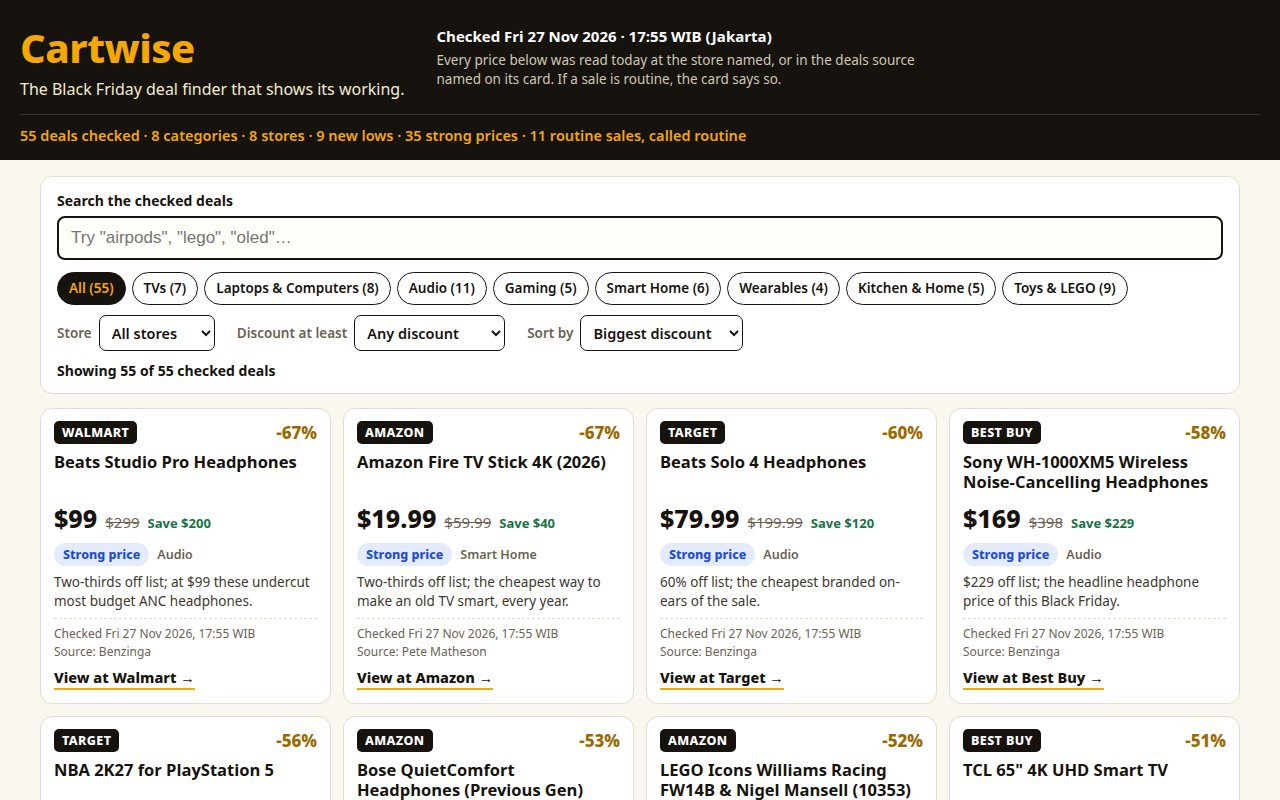 Cartwise
The Black Friday deal finder that shows its working.
Checked Fri 27 Nov 2026 · 17:55 WIB (Jakarta)
Every price below was read today at the store named, or in the deals source
named on its card. If a sale is routine, the card says so.
55 deals checked · 8 categories · 8 stores · 9 new lows · 35 strong prices · 11 routine sales, called routine
Search the checked deals
Try "airpods", "lego", "oled"…
All (55) TVs (7) Laptops & Computers (8) Audio (11) Gaming (5) Smart Home (6) Wearables (4) Kitchen & Home (5) Toys & LEGO (9)
Store All stores Discount at least Any discount Sort by Biggest discount
Showing 55 of 55 checked deals
WALMART -67%
Beats Studio Pro Headphones
$99 $299 Save $200
Strong price Audio
Two-thirds off list; at $99 these undercut
most budget ANC headphones.
Checked Fri 27 Nov 2026, 17:55 WIB
Source: Benzinga
View at Walmart →
AMAZON -67%
Amazon Fire TV Stick 4K (2026)
$19.99 $59.99 Save $40
Strong price Smart Home
Two-thirds off list; the cheapest way to
make an old TV smart, every year.
Checked Fri 27 Nov 2026, 17:55 WIB
Source: Pete Matheson
View at Amazon →
TARGET -60%
Beats Solo 4 Headphones
$79.99 $199.99 Save $120
Strong price Audio
60% off list; the cheapest branded on-
ears of the sale.
Checked Fri 27 Nov 2026, 17:55 WIB
Source: Benzinga
View at Target →
BEST BUY -58%
Sony WH-1000XM5 Wireless
Noise-Cancelling Headphones
$169 $398 Save $229
Strong price Audio
$229 off list; the headline headphone
price of this Black Friday.
Checked Fri 27 Nov 2026, 17:55 WIB
Source: Benzinga
View at Best Buy →
TARGET -56%
NBA 2K27 for PlayStation 5
AMAZON -53%
Bose QuietComfort
Headphones (Previous Gen)
AMAZON -52%
LEGO Icons Williams Racing
FW14B & Nigel Mansell (10353)
BEST BUY -51%
TCL 65" 4K UHD Smart TV